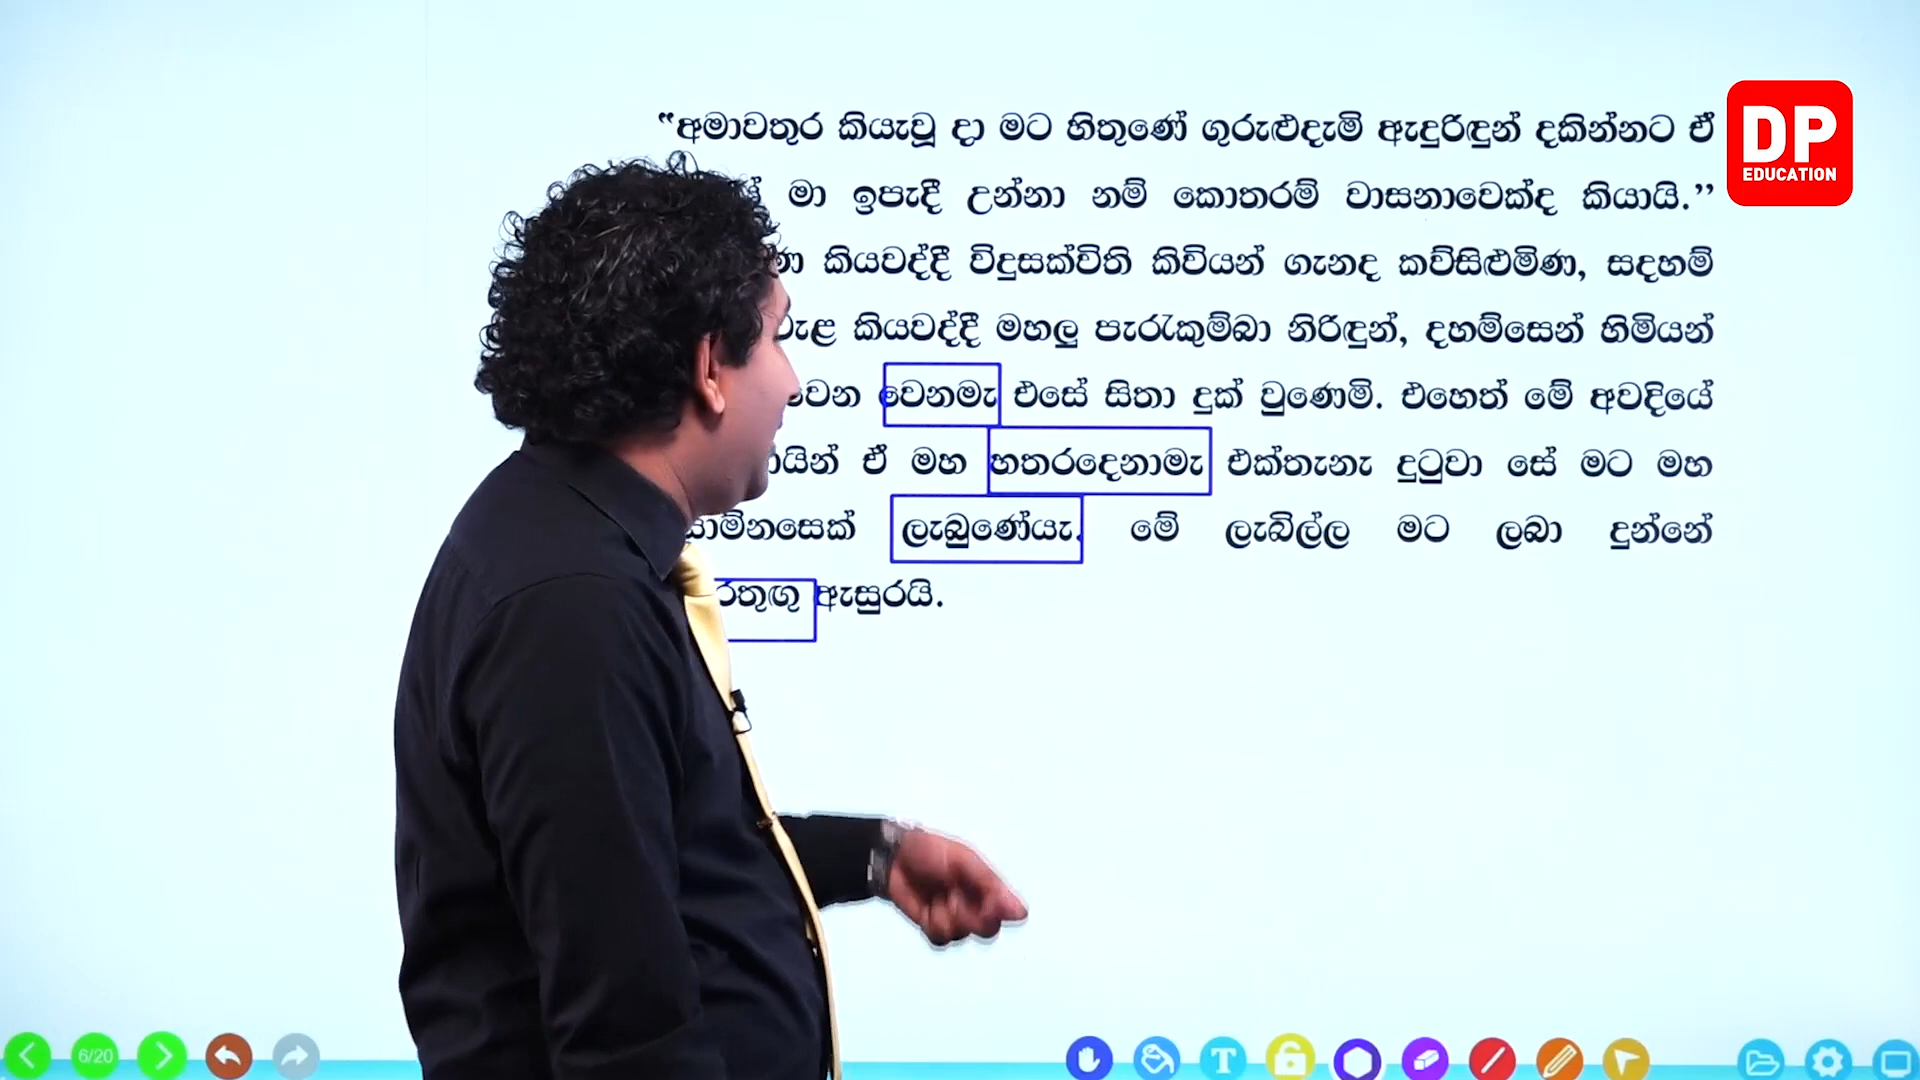 “අමාවතුර කියැවූ දා මට හිතුණේ ගුරුළුදැමි ඇදුරිඳුන් දකින්නට ඒ
මා ඉපැදී උන්නා නම් කොතරම් වාසනාවෙක්ද කියායි.’’
කියවද්දී විදුසක්විති කිවියන් ගැනද කව්සිළුමිණ, සදහම්
කියවද්දී මහලු පැරැකුම්බා නිරිඳුන්, දහම්සෙන් හිමියන්
වෙනමැ එසේ සිතා දුක් වුණෙමි. එහෙත් මේ අවදියේ
ඒ මහ හතරදෙනාමැ එක්තැනැ දුටුවා සේ මට මහ
ලැබුණේයැ. මේ ලැබිල්ල මට ලබා දුන්නේ
ඇසුරයි.
DP
EDUCATION
6/20
T